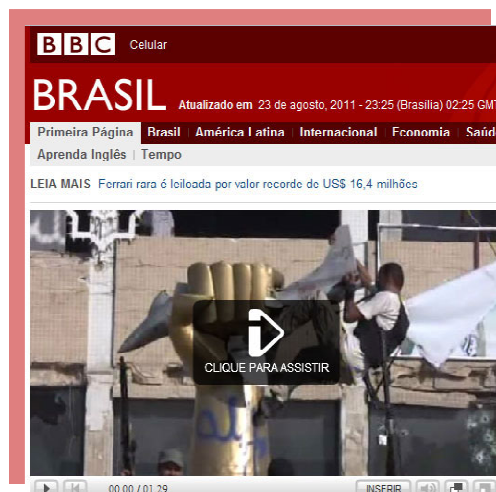 BBC Celular
BRASIL Atualizado em 23 de agosto, 2011 - 23:25 (Brasília) 02:25 GMT
Primeira Página Brasil América Latina Internacional Economia Saúd
Aprenda Inglês Tempo
LEIA MAIS Ferrari rara é leiloada por valor recorde de US$ 16,4 milhões
CLIQUE PARA ASSISTIR
00:00 / 01:29 INSERIR